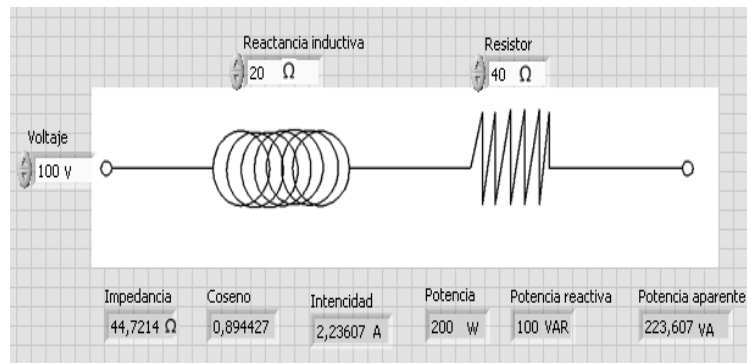 Reactancia inductiva
20 Ω
Resistor
40 Ω
Voltaje
100 V
Impedancia
44,7214 Ω
Coseno
0,894427
Intencidad
2,23607 A
Potencia
200 W
Potencia reactiva
100 VAR
Potencia aparente
223,607 VA